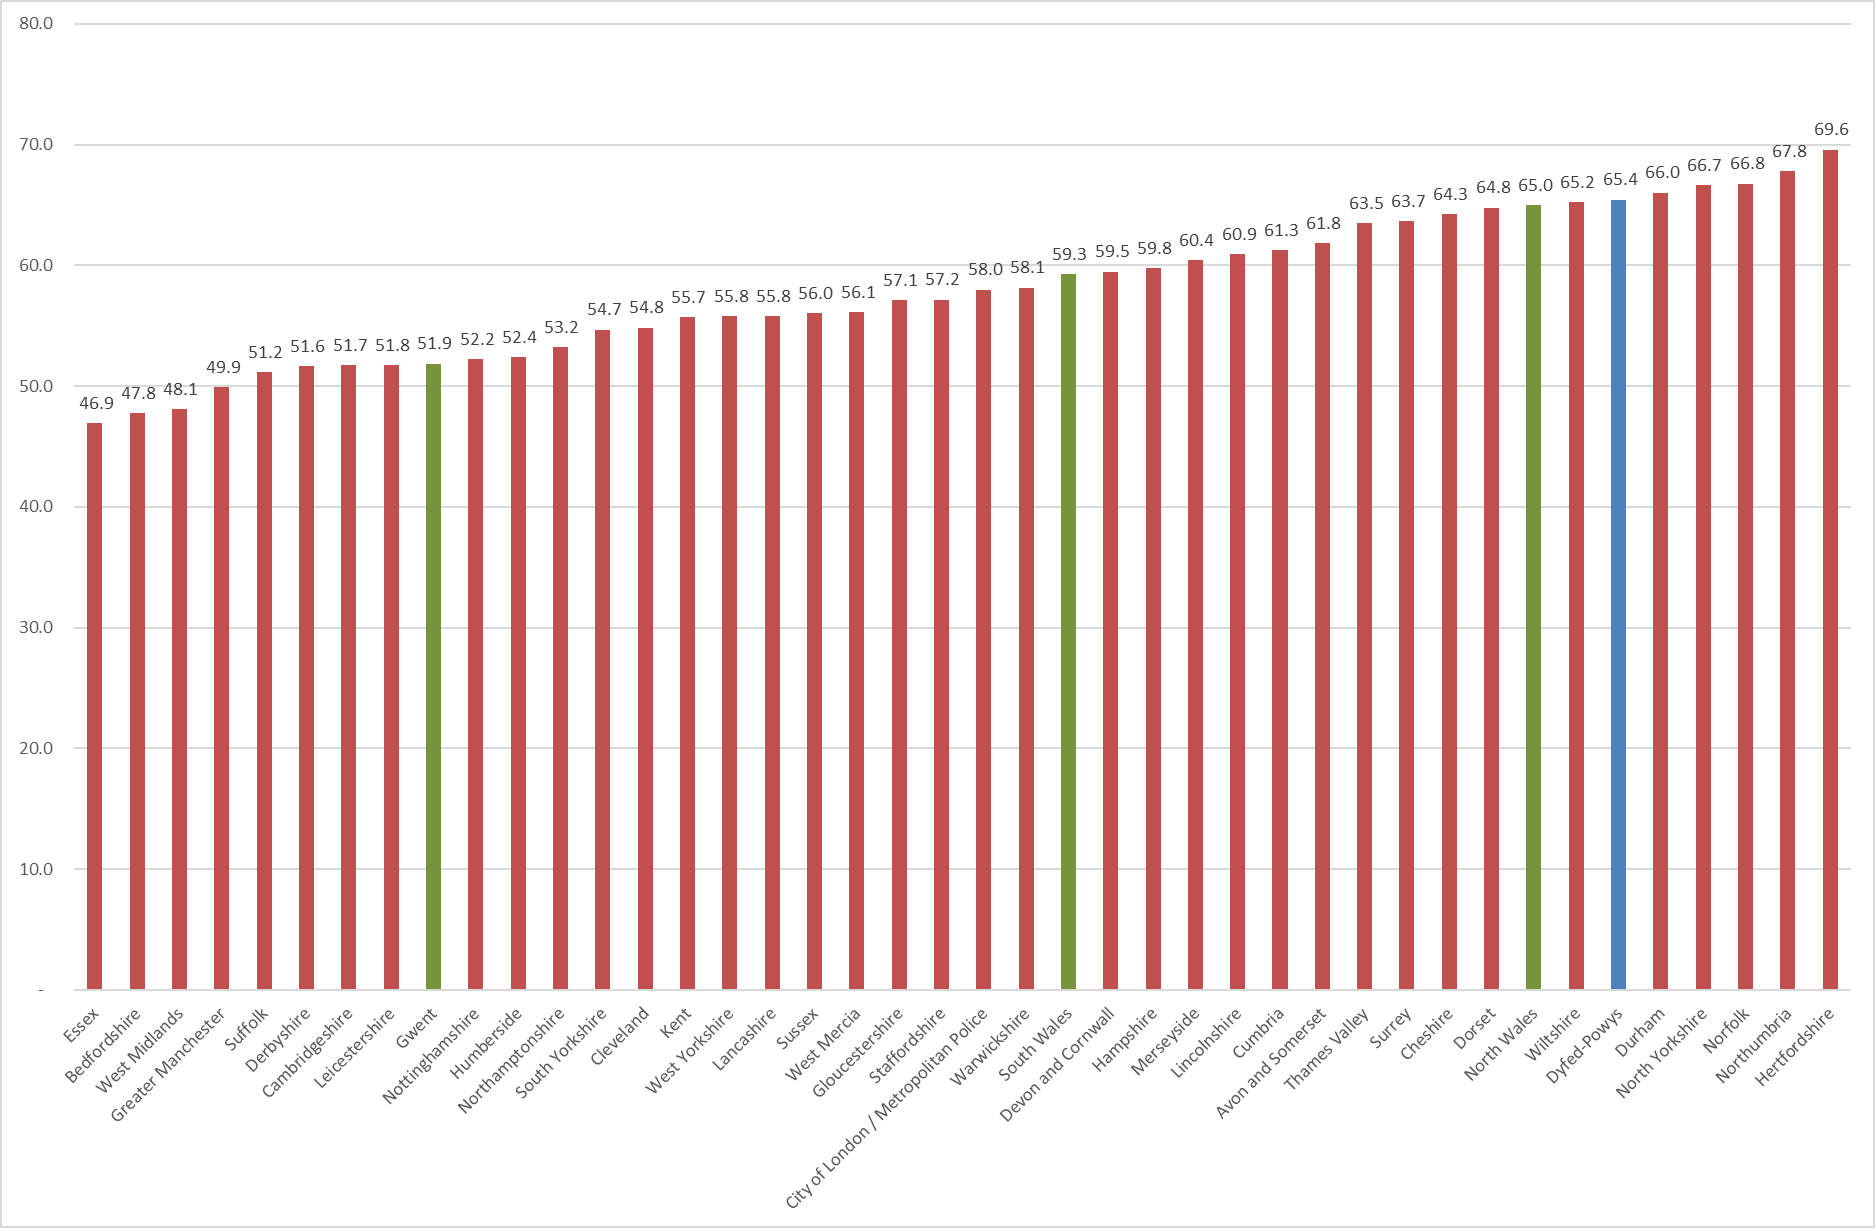 80.0
70.0
60.0
50.0
40.0
30.0
20.0
10.0
-
46.9
47.8
48.1
49.9
51.2
51.6
51.7
51.8
51.9
52.2
52.4
53.2
54.7
54.8
55.7
55.8
55.8
56.0
56.1
57.1
57.2
58.0
58.1
59.3
59.5
59.8
60.4
60.9
61.3
61.8
63.5
63.7
64.3
64.8
65.0
65.2
65.4
66.0
66.7
66.8
67.8
69.6
Essex
Bedfordshire
West Midlands
Greater Manchester
Suffolk
Derbyshire
Cambridgeshire
Leicestershire
Gwent
Nottinghamshire
Humberside
Northamptonshire
South Yorkshire
Cleveland
Kent
West Yorkshire
Lancashire
Sussex
West Mercia
Gloucestershire
Staffordshire
City of London / Metropolitan Police
Warwickshire
South Wales
Devon and Cornwall
Hampshire
Merseyside
Lincolnshire
Cumbria
Avon and Somerset
Thames Valley
Surrey
Cheshire
Dorset
North Wales
Wiltshire
Dyfed-Powys
Durham
North Yorkshire
Norfolk
Northumbria
Hertfordshire